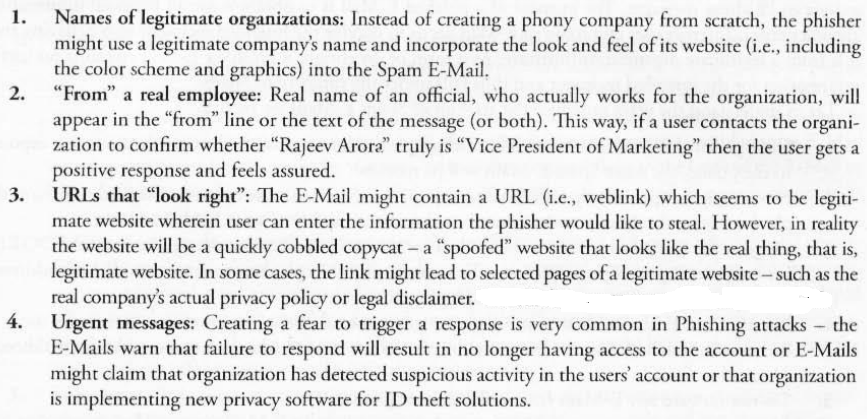 1. Names of legitimate organizations: Instead of creating a phony company from scratch, the phisher
might use a legitimate company's name and incorporate the look and feel of its website (i.e., including
the color scheme and graphics) into the Spam E-Mail.
2. “From” a real employee: Real name of an official, who actually works for the organization, will
appear in the “from” line or the text of the message (or both). This way, if a user contacts the organi-
zation to confirm whether “Rajeev Arora” truly is “Vice President of Marketing” then the user gets a
positive response and feels assured.
3. URLs that “look right”: The E-Mail might contain a URL (i.e., weblink) which seems to be legiti-
mate website wherein user can enter the information the phisher would like to steal. However, in reality
the website will be a quickly cobbled copycat – a “spoofed” website that looks like the real thing, that is,
legitimate website. In some cases, the link might lead to selected pages of a legitimate website – such as the
real company's actual privacy policy or legal disclaimer.
4. Urgent messages: Creating a fear to trigger a response is very common in Phishing attacks – the
E-Mails warn that failure to respond will result in no longer having access to the account or E-Mails
might claim that organization has detected suspicious activity in the users' account or that organization
is implementing new privacy software for ID theft solutions.